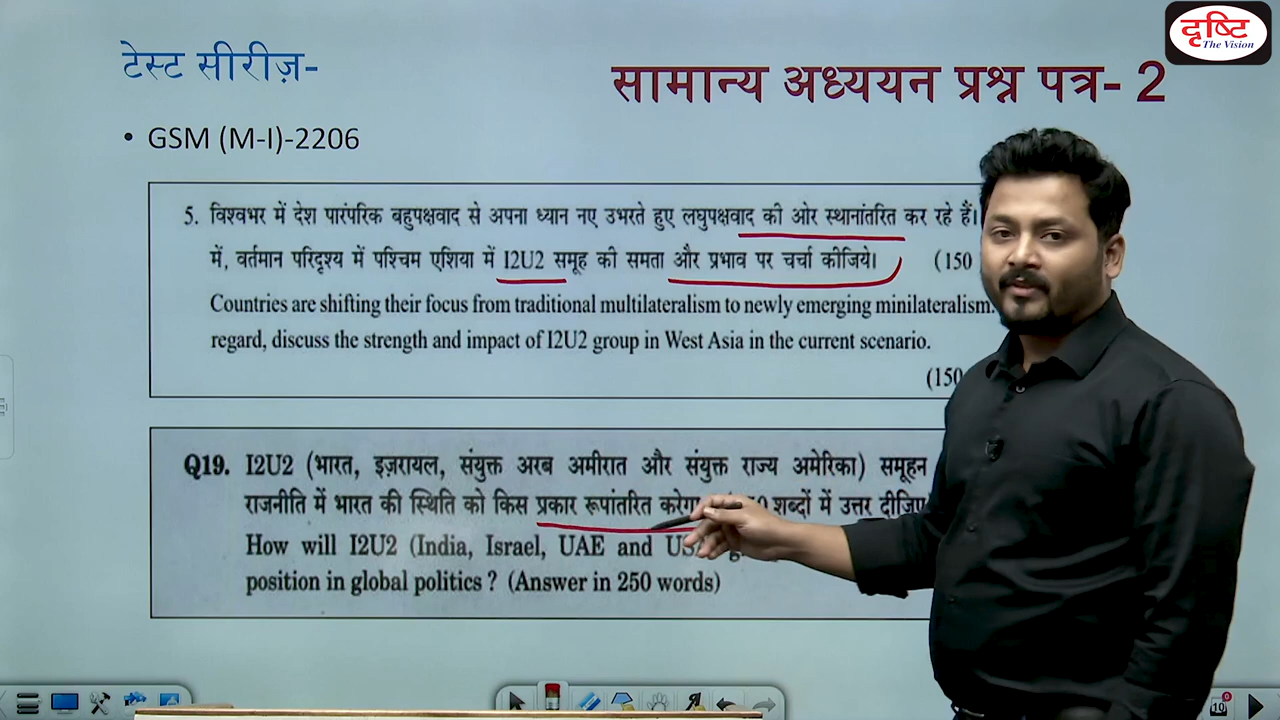 दृष्टि
The Vision
टेस्ट सीरीज़-
सामान्य अध्ययन प्रश्न पत्र- 2
• GSM (M-I)-2206
5. विश्वभर में देश पारंपरिक बहुपक्षवाद से अपना ध्यान नए उभरते हुए लघुपक्षवाद की ओर स्थानांतरित कर रहे हैं।
में, वर्तमान परिदृश्य में पश्चिम एशिया में I2U2 समूह की समता और प्रभाव पर चर्चा कीजिये। (150
Countries are shifting their focus from traditional multilateralism to newly emerging minilateralism.
regard, discuss the strength and impact of I2U2 group in West Asia in the current scenario.
(150
Q19. I2U2 (भारत, इज़रायल, संयुक्त अरब अमीरात और संयुक्त राज्य अमेरिका) समूहन
राजनीति में भारत की स्थिति को किस प्रकार रूपांतरित शब्दों में उत्तर
How will I2U2 (India, Israel, UAE and
position in global politics ? (Answer in 250 words)
10